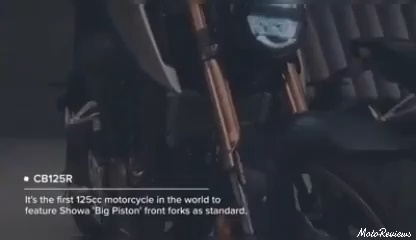 CB125R
It's the first 125cc motorcycle in the world to
feature Showa 'Big Piston' front forks as standard.
MotoReviews